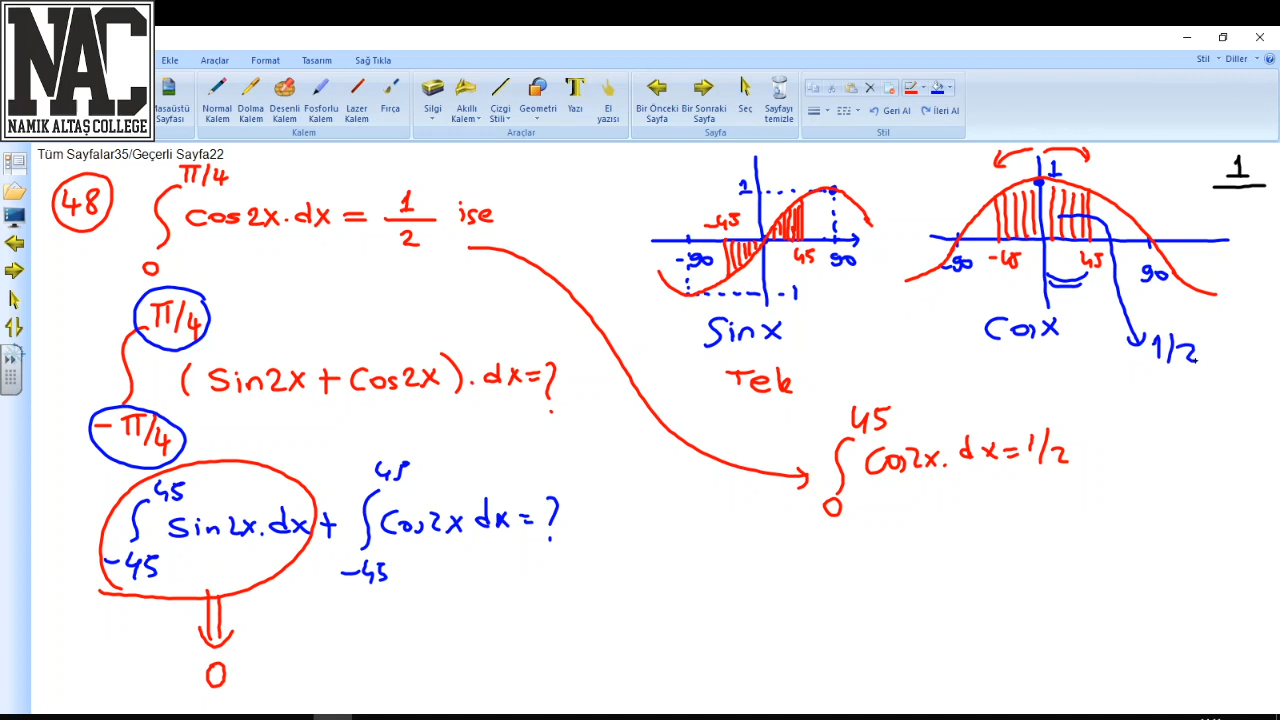 NAC
NAMIK ALTAŞ COLLEGE
Ekle Araçlar Format Tasarım Sağ Tıkla
Stil Diller
Masaüstü Sayfası
Normal Kalem
Dolma Kalem
Desenli Kalem
Fosforlu Kalem
Lazer Kalem
Fırça
Silgi
Akıllı Kalem
Çizgi Stili
Geometri
Yazı
El yazısı
Bir Önceki Sayfa
Bir Sonraki Sayfa
Seç
Sayfayı temizle
Geri Al
İleri Al
Kalem Araçlar Sayfa Stil
Tüm Sayfalar35/Geçerli Sayfa22
48
∫ 0 π/4 Cos2x.dx = 1/2 ise
∫ -π/4 π/4 (Sin2x + Cos2x).dx=?
∫ -45 45 Sin2x.dx + ∫ -45 45 Cos2x dx = ?
0
1 -45 -90 45 90 -1
Sinx
Tek
1 -90 -45 45 90
Cosx
1/2
∫ 0 45 Cos2x. dx = 1/2
1